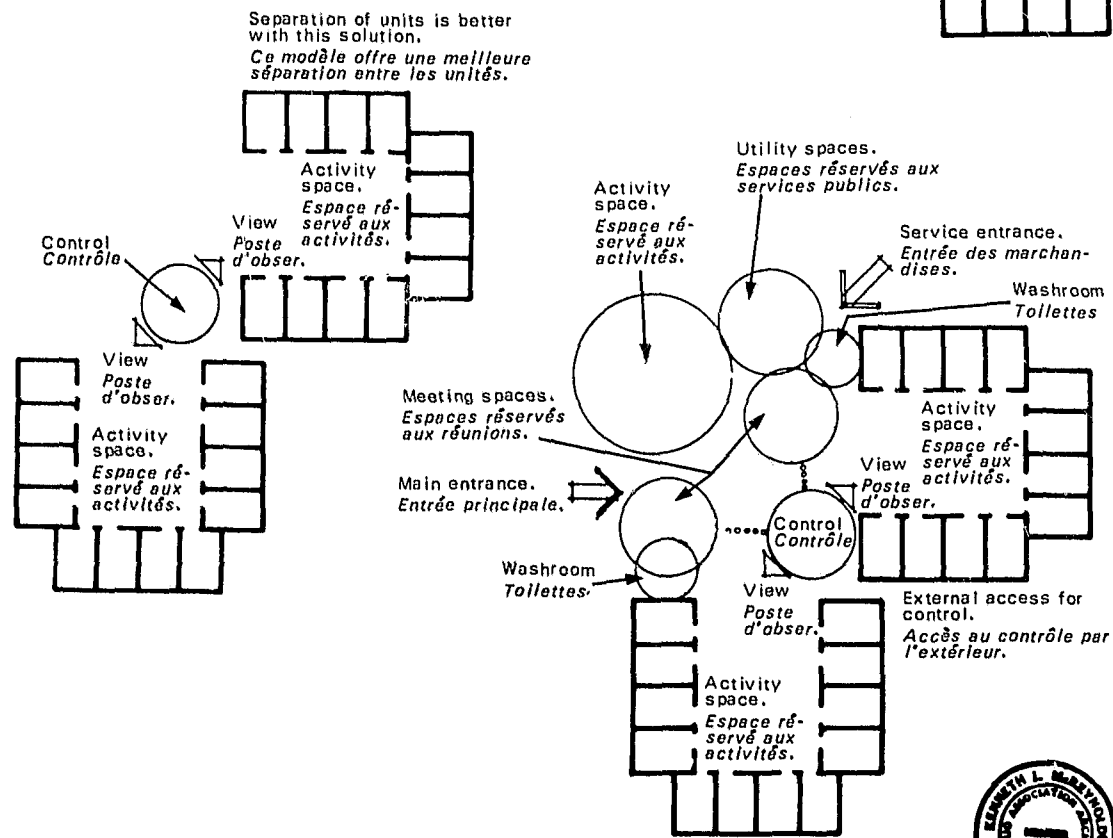 Separation of units is better
with this solution.
Ce modèle offre une meilleure
séparation entre les unités.
Activity
space.
Espace ré-
servé aux
activités.
View
Poste
d'obser.
Control
Contrôle
View
Poste
d'obser.
Activity
space.
Espace ré-
servé aux
activités.
Utility spaces.
Espaces réservés aux
services publics.
Activity
space.
Espace ré-
servé aux
activités.
Service entrance.
Entrée des marchan-
dises.
Washroom
Toilettes
Meeting spaces.
Espaces réservés
aux réunions.
Activity
space.
Espace ré-
servé aux
activités.
View
Poste
d'obser.
Main entrance.
Entrée principale.
Control
Contrôle
Washroom
Toilettes.
View
Poste
d'obser.
External access for
control.
Accès au contrôle par
l'extérieur.
Activity
space.
Espace ré-
servé aux
activités.
KENNETH L. McREYNOLD
ASSOCIATION